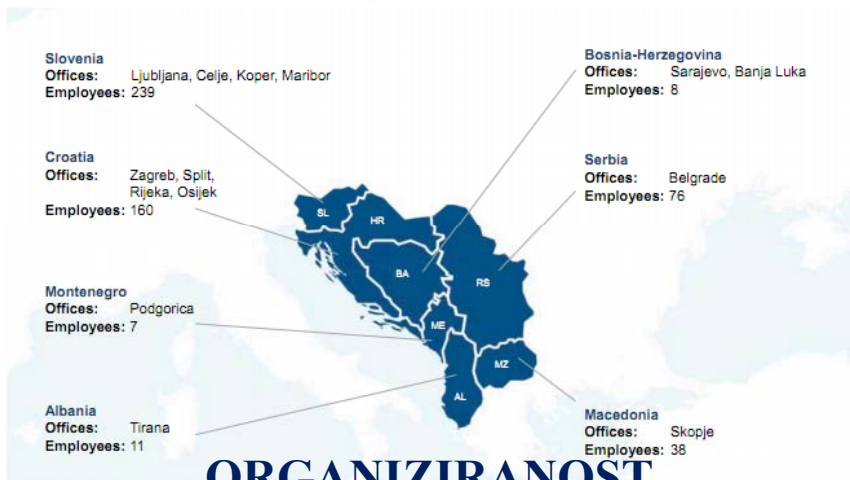 Slovenia
Offices: Ljubljana, Celje, Koper, Maribor
Employees: 239
Croatia
Offices: Zagreb, Split,
Rijeka, Osijek
Employees: 160
Montenegro
Offices: Podgorica
Employees: 7
Albania
Offices: Tirana
Employees: 11
Bosnia-Herzegovina
Offices: Sarajevo, Banja Luka
Employees: 8
Serbia
Offices: Belgrade
Employees: 76
Macedonia
Offices: Skopje
Employees: 38
SL
HR
BA
RS
ME
MZ
AL
ORGANIZIRANOST